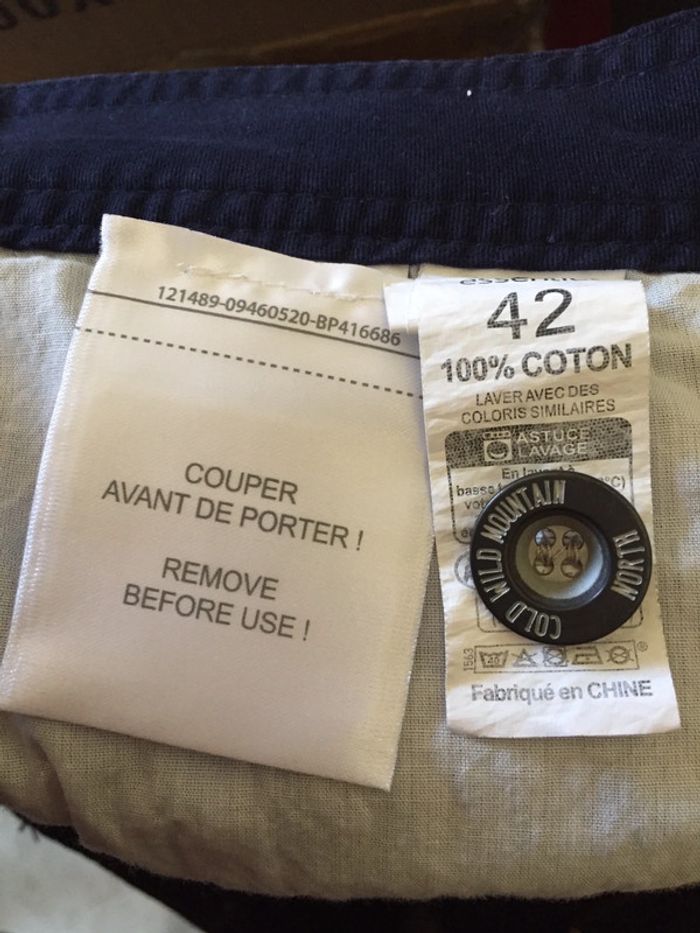 121489-09460520-BP416686
COUPER
AVANT DE PORTER !
REMOVE
BEFORE USE !
42
100% COTON
LAVER AVEC DES
COLORIS SIMILAIRES
ASTUCE
LAVAGE
COLD WILD MOUNTAIN
NORTH
1563
Fabriqué en CHINE